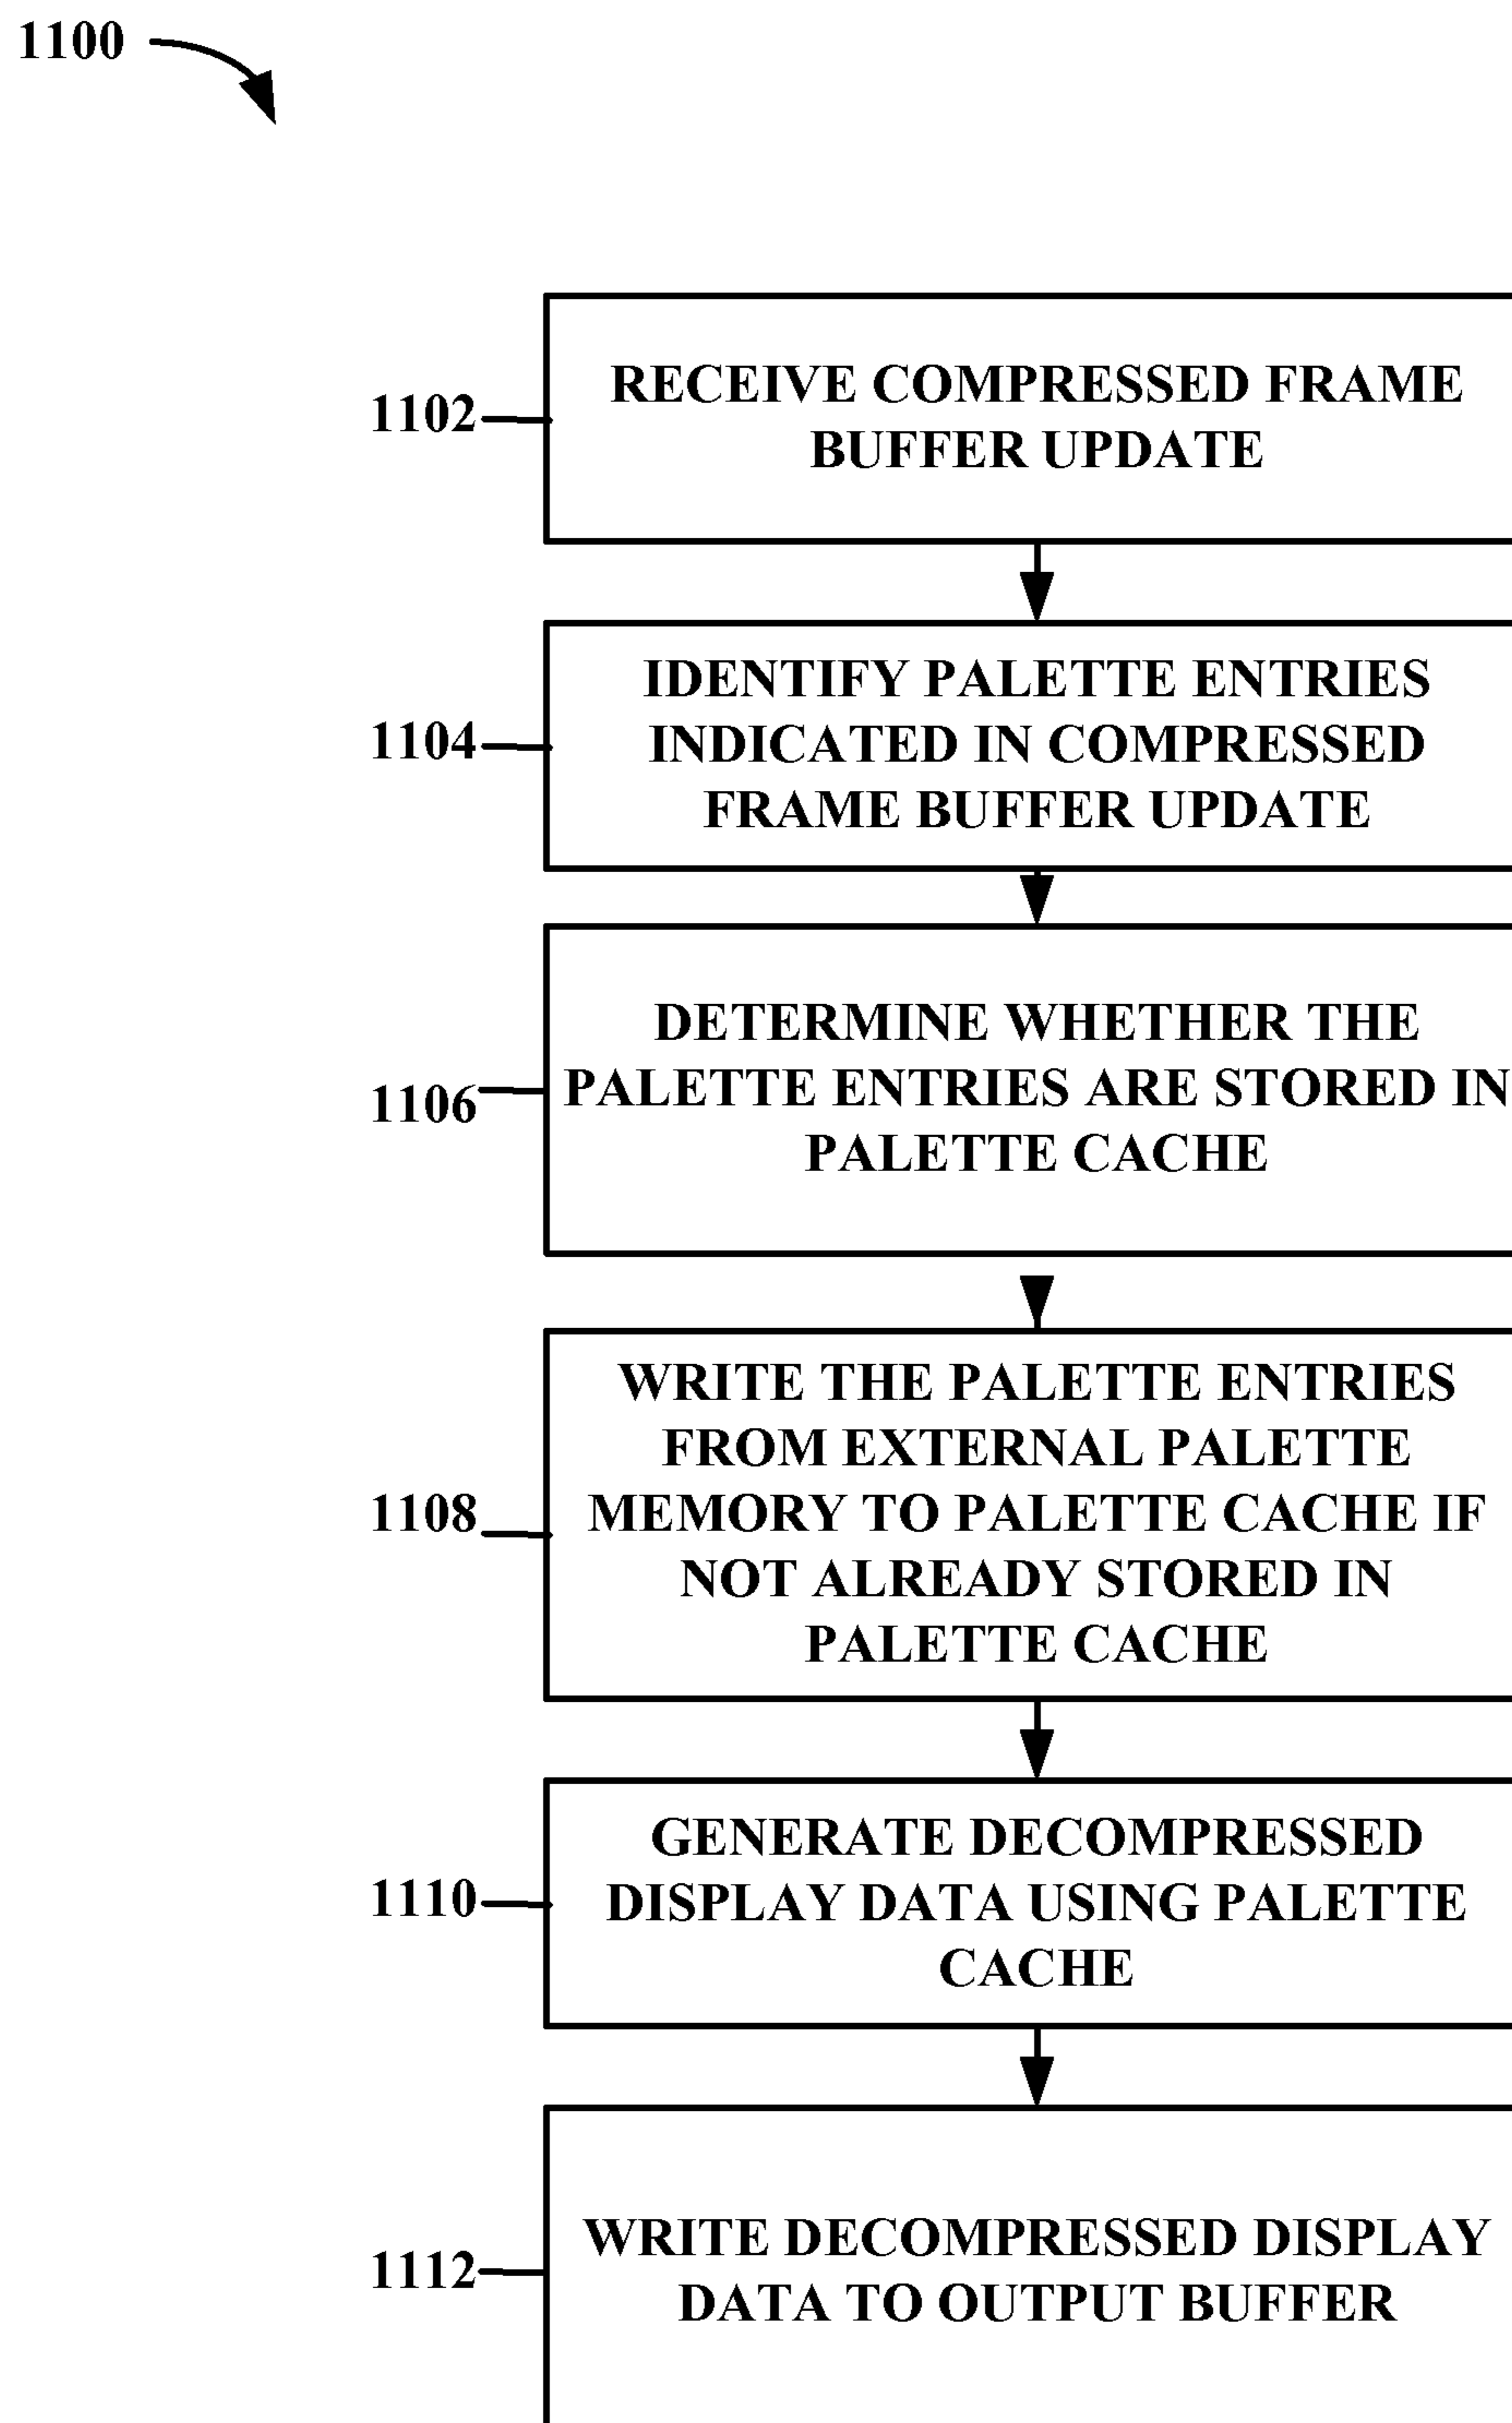 1100
1102
RECEIVE COMPRESSED FRAME
BUFFER UPDATE
1104
IDENTIFY PALETTE ENTRIES
INDICATED IN COMPRESSED
FRAME BUFFER UPDATE
1106
DETERMINE WHETHER THE
PALETTE ENTRIES ARE STORED IN
PALETTE CACHE
1108
WRITE THE PALETTE ENTRIES
FROM EXTERNAL PALETTE
MEMORY TO PALETTE CACHE IF
NOT ALREADY STORED IN
PALETTE CACHE
1110
GENERATE DECOMPRESSED
DISPLAY DATA USING PALETTE
CACHE
1112
WRITE DECOMPRESSED DISPLAY
DATA TO OUTPUT BUFFER